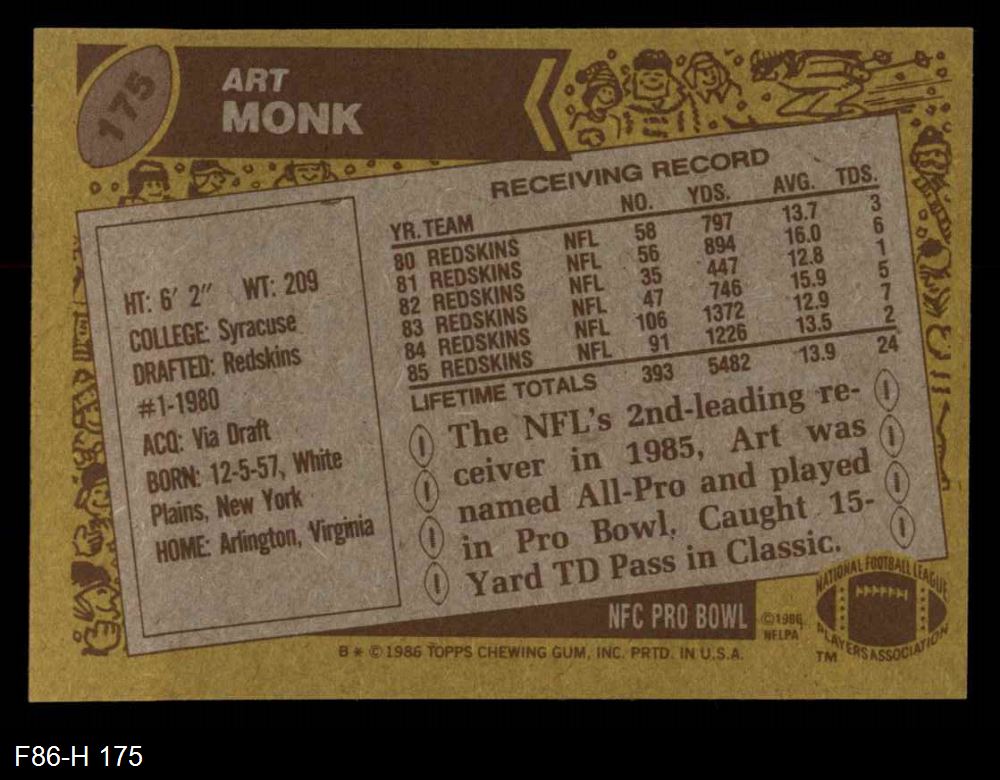 175
ART
MONK
HT: 6' 2" WT: 209
COLLEGE: Syracuse
DRAFTED: Redskins
#1-1980
ACQ: Via Draft
BORN: 12-5-57, White
Plains, New York
HOME: Arlington, Virginia
RECEIVING RECORD
YR. TEAM NO. YDS. AVG. TDS.
80 REDSKINS NFL 58 797 13.7 3
81 REDSKINS NFL 56 894 16.0 6
82 REDSKINS NFL 35 447 12.8 1
83 REDSKINS NFL 47 746 15.9 5
84 REDSKINS NFL 106 1372 12.9 7
85 REDSKINS NFL 91 1226 13.5 2
LIFETIME TOTALS 393 5482 13.9 24
The NFL's 2nd-leading re-
ceiver in 1985, Art was
named All-Pro and played
in Pro Bowl. Caught 15-
Yard TD Pass in Classic.
NFC PRO BOWL
©1986
NFLPA
NATIONAL FOOTBALL LEAGUE
PLAYERS ASSOCIATION
TM
B * © 1986 TOPPS CHEWING GUM, INC. PRTD. IN U.S.A.
F86-H 175